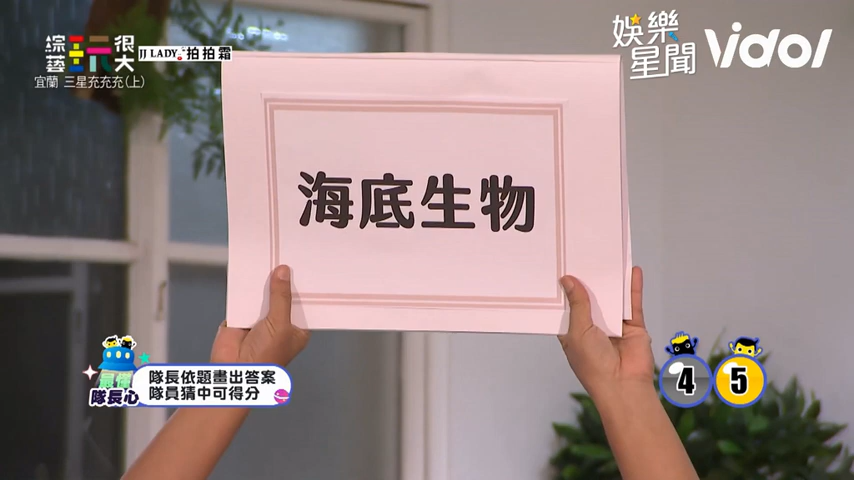 綜藝玩很大
JJ LADY 拍拍霜
宜蘭 三星充充充(上)
娛樂星聞
Vidol
海底生物
最懂隊長心
隊長依題畫出答案
隊員猜中可得分
4
5